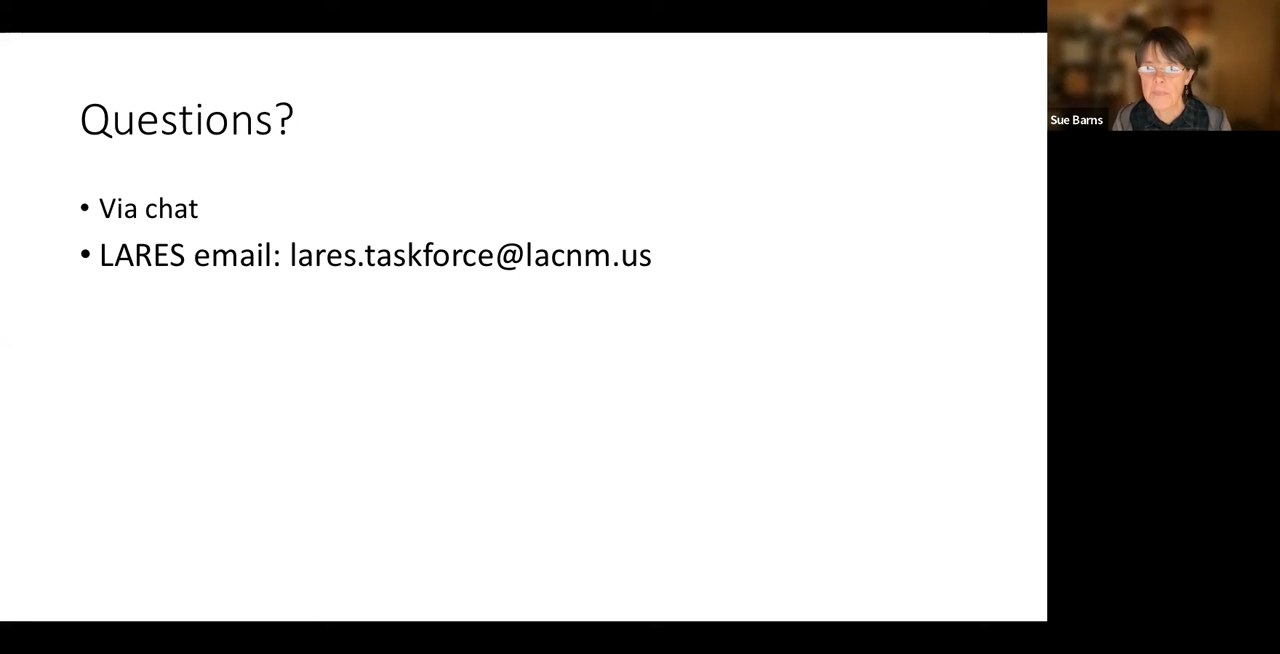 Questions?
• Via chat
• LARES email: lares.taskforce@lacnm.us
Sue Barns